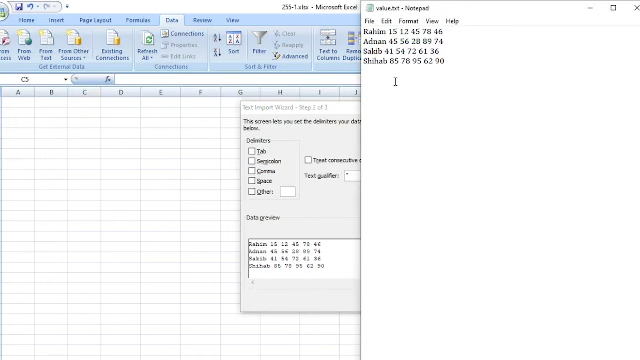 255-1.xlsx - Microsoft Excel
Home Insert Page Layout Formulas Data Review View
From Access From Web From Text From Other Sources Existing Connections
Get External Data
Refresh All Connections Properties Edit Links
Connections
Sort Filter
Clear Reapply Advanced
Sort & Filter
Text to Columns
C5
A B C D E F G H I J
Text Import Wizard - Step 2 of 3
This screen lets you set the delimiters your data
below.
Delimiters
Tab
Semicolon
Comma
Space
Other:
Treat consecutive d
Text qualifier: "
Data preview
Rahim 15 12 45 78 46
Adnan 45 56 28 89 74
Sakib 41 54 72 61 36
Shihab 85 78 95 62 90
value.txt - Notepad
File Edit Format View Help
Rahim 15 12 45 78 46
Adnan 45 56 28 89 74
Sakib 41 54 72 61 36
Shihab 85 78 95 62 90